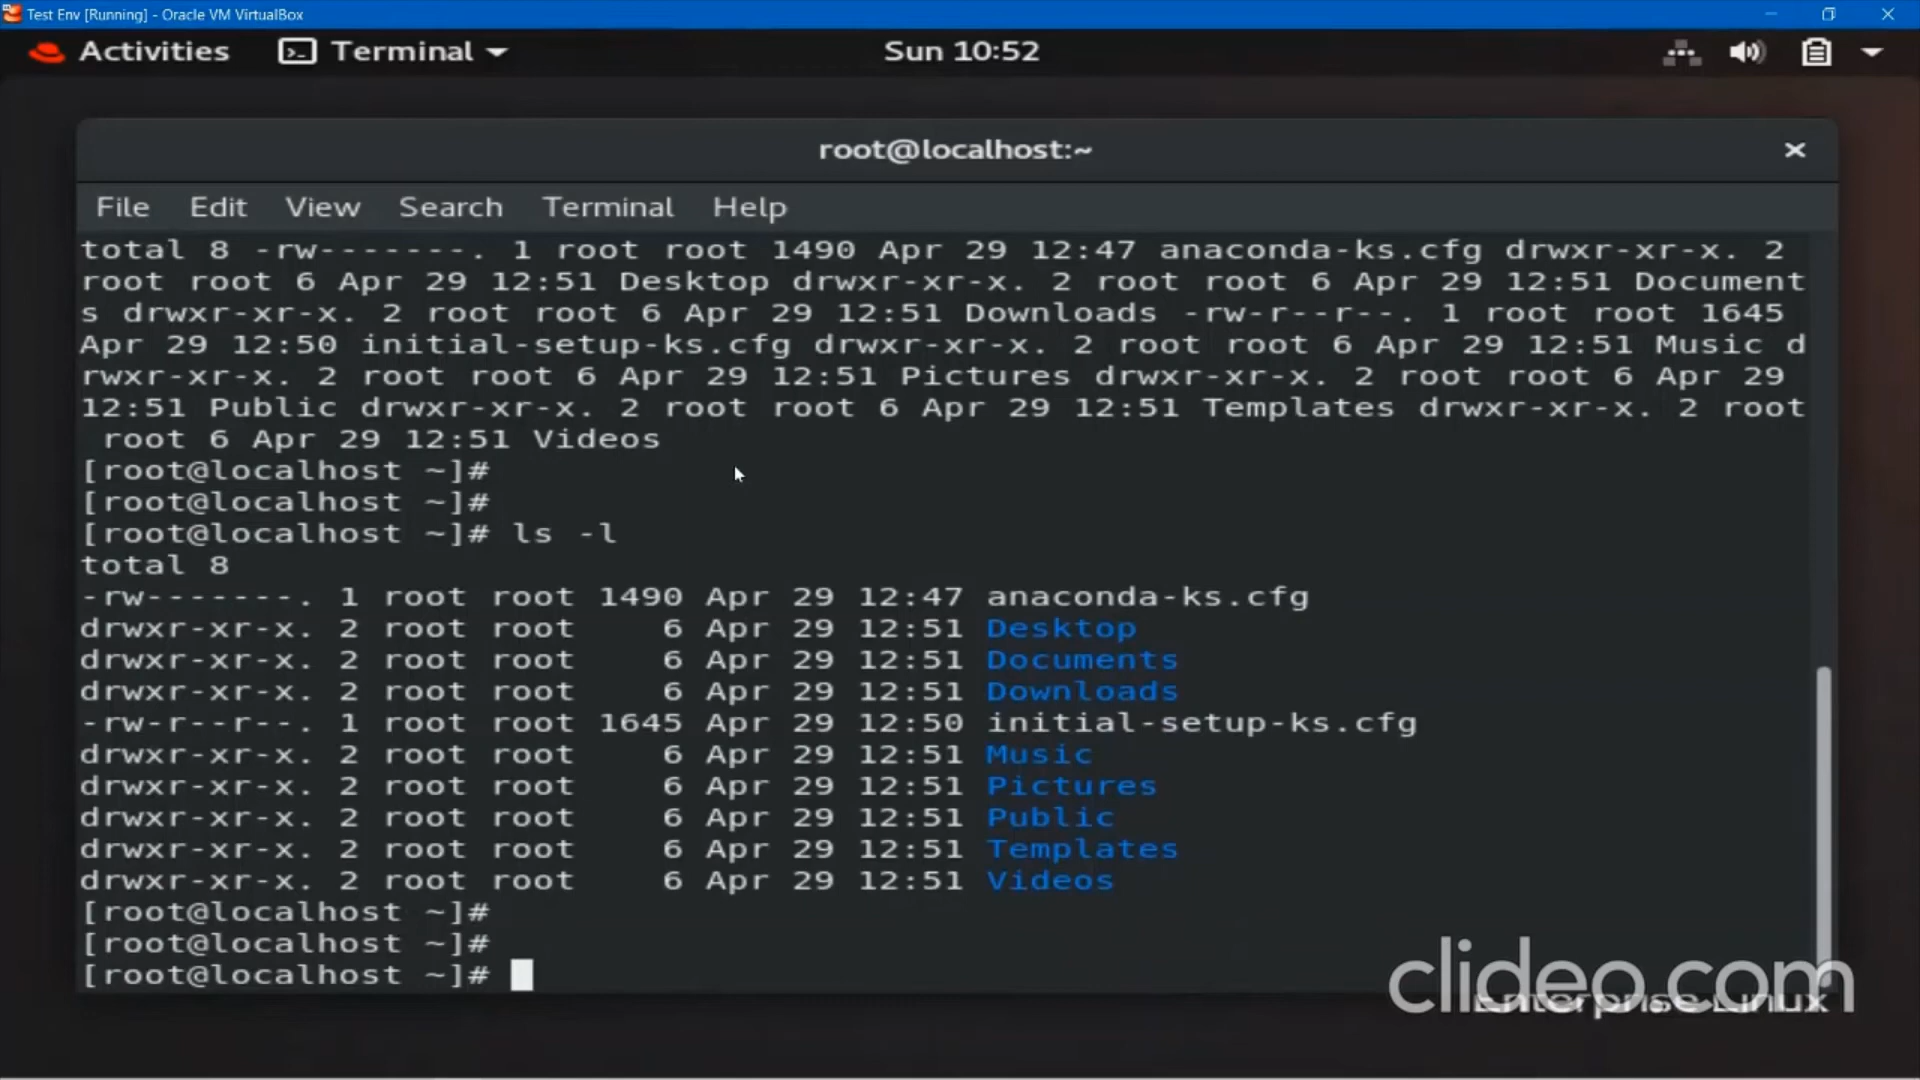 Test Env [Running] - Oracle VM VirtualBox
Activities Terminal Sun 10:52
root@localhost:~
File Edit View Search Terminal Help
total 8 -rw-------. 1 root root 1490 Apr 29 12:47 anaconda-ks.cfg drwxr-xr-x. 2
root root 6 Apr 29 12:51 Desktop drwxr-xr-x. 2 root root 6 Apr 29 12:51 Document
s drwxr-xr-x. 2 root root 6 Apr 29 12:51 Downloads -rw-r--r--. 1 root root 1645
Apr 29 12:50 initial-setup-ks.cfg drwxr-xr-x. 2 root root 6 Apr 29 12:51 Music d
rwxr-xr-x. 2 root root 6 Apr 29 12:51 Pictures drwxr-xr-x. 2 root root 6 Apr 29
12:51 Public drwxr-xr-x. 2 root root 6 Apr 29 12:51 Templates drwxr-xr-x. 2 root
 root 6 Apr 29 12:51 Videos
[root@localhost ~]#
[root@localhost ~]#
[root@localhost ~]# ls -l
total 8
-rw-------. 1 root root 1490 Apr 29 12:47 anaconda-ks.cfg
drwxr-xr-x. 2 root root    6 Apr 29 12:51 Desktop
drwxr-xr-x. 2 root root    6 Apr 29 12:51 Documents
drwxr-xr-x. 2 root root    6 Apr 29 12:51 Downloads
-rw-r--r--. 1 root root 1645 Apr 29 12:50 initial-setup-ks.cfg
drwxr-xr-x. 2 root root    6 Apr 29 12:51 Music
drwxr-xr-x. 2 root root    6 Apr 29 12:51 Pictures
drwxr-xr-x. 2 root root    6 Apr 29 12:51 Public
drwxr-xr-x. 2 root root    6 Apr 29 12:51 Templates
drwxr-xr-x. 2 root root    6 Apr 29 12:51 Videos
[root@localhost ~]#
[root@localhost ~]#
[root@localhost ~]#
clideo.com
Enterprise Linux